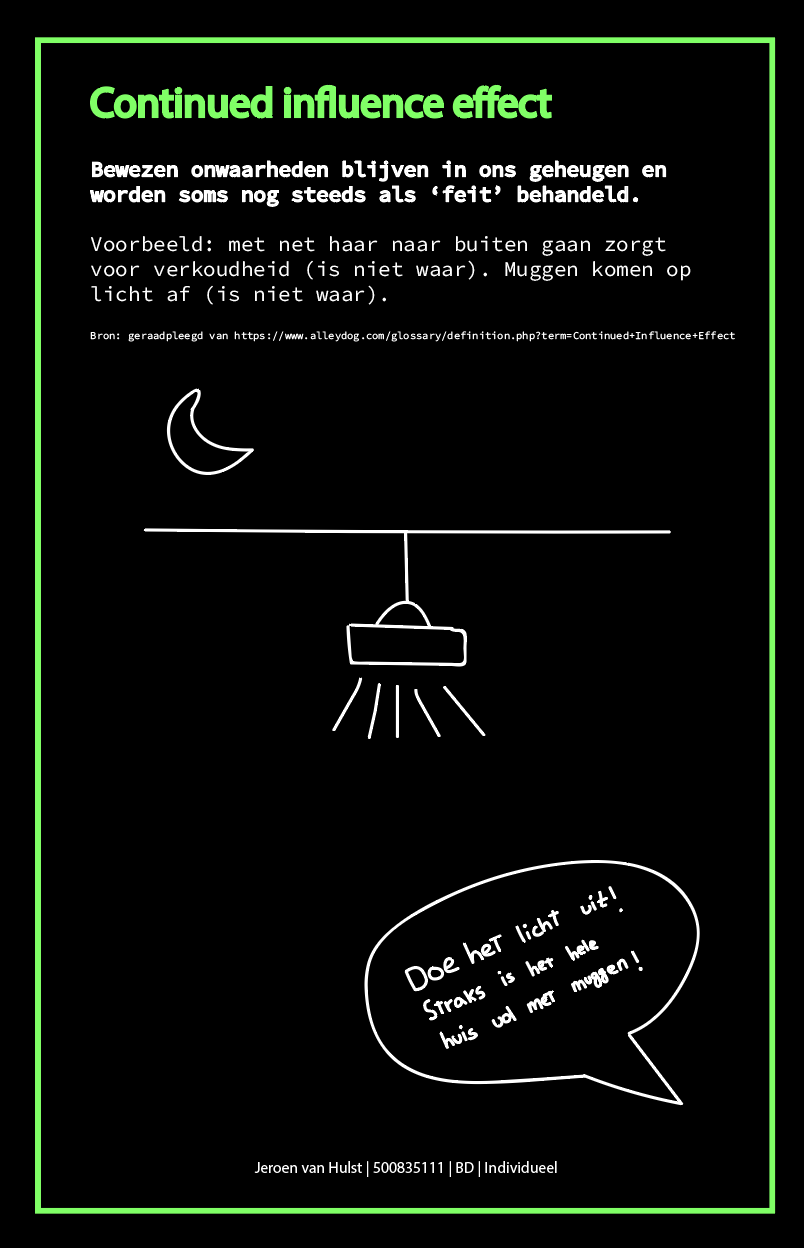 Continued influence effect
Bewezen onwaarheden blijven in ons geheugen en
worden soms nog steeds als ‘feit’ behandeld.
Voorbeeld: met net haar naar buiten gaan zorgt
voor verkoudheid (is niet waar). Muggen komen op
licht af (is niet waar).
Bron: geraadpleegd van https://www.alleydog.com/glossary/definition.php?term=Continued+Influence+Effect
Doe het licht uit!
Straks is het hele
huis vol met muggen!
Jeroen van Hulst | 500835111 | BD | Individueel